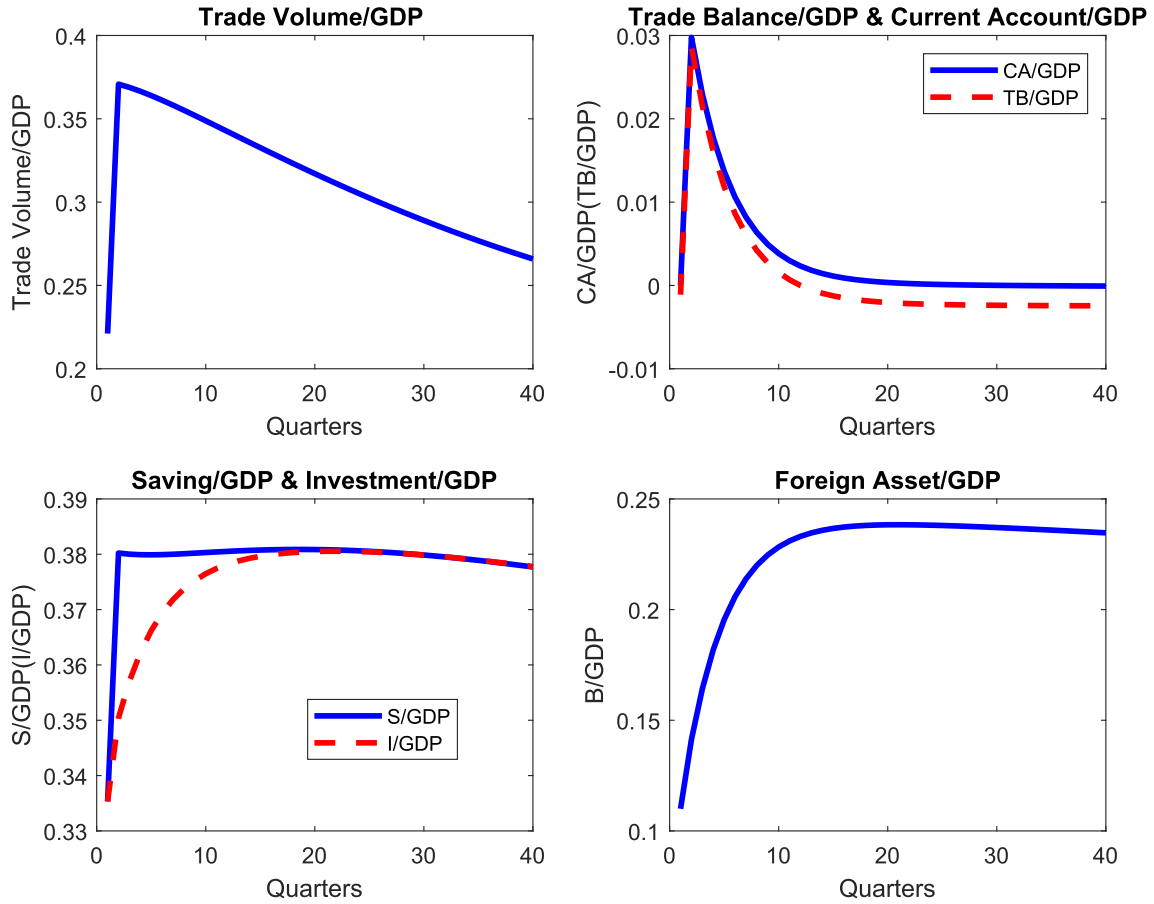 Trade Volume/GDP
Trade Volume/GDP
0.4
0.35
0.3
0.25
0.2
0 10 20 30 40
Quarters
Trade Balance/GDP & Current Account/GDP
CA/GDP(TB/GDP)
0.03
0.02
0.01
0
-0.01
CA/GDP
TB/GDP
0 10 20 30 40
Quarters
Saving/GDP & Investment/GDP
S/GDP(I/GDP)
0.39
0.38
0.37
0.36
0.35
0.34
0.33
S/GDP
I/GDP
0 10 20 30 40
Quarters
Foreign Asset/GDP
B/GDP
0.25
0.2
0.15
0.1
0 10 20 30 40
Quarters